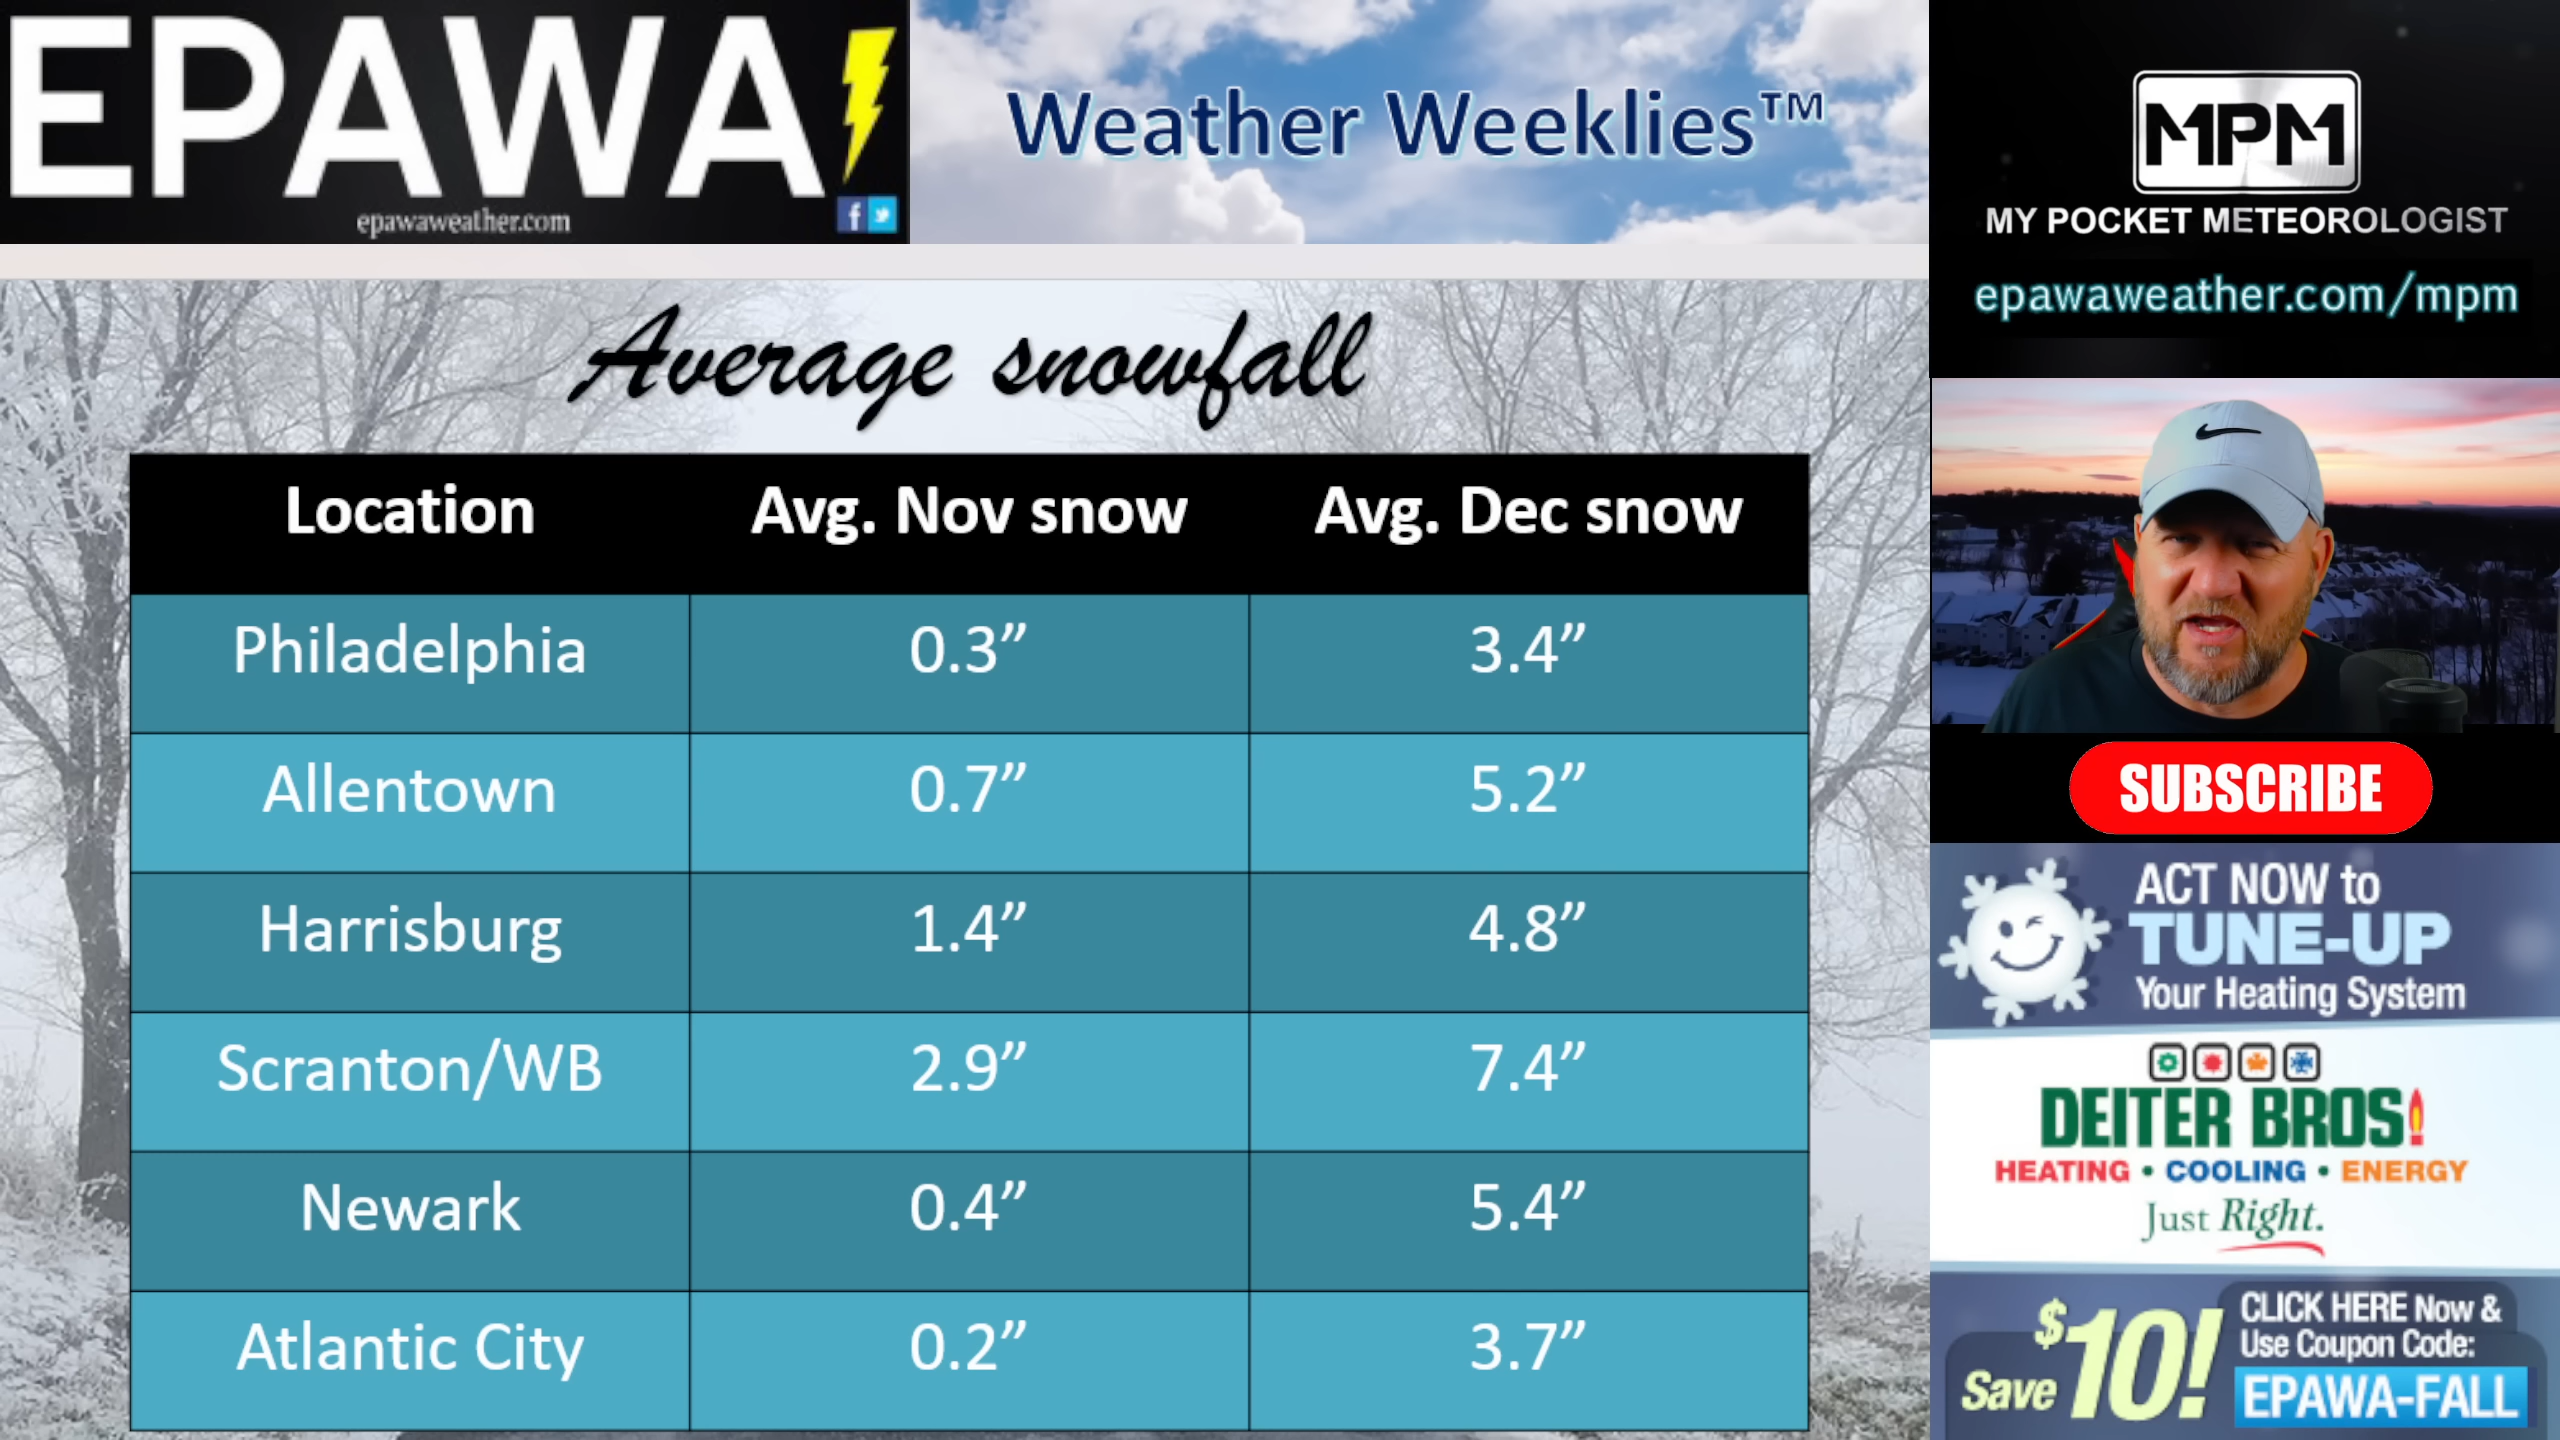 EPAWA
epawaweather.com
Weather Weeklies™
MPM
MY POCKET METEOROLOGIST
epawaweather.com/mpm
Average snowfall
Location Avg. Nov snow Avg. Dec snow
Philadelphia 0.3” 3.4”
Allentown 0.7” 5.2”
Harrisburg 1.4” 4.8”
Scranton/WB 2.9” 7.4”
Newark 0.4” 5.4”
Atlantic City 0.2” 3.7”
SUBSCRIBE
ACT NOW to
TUNE-UP
Your Heating System
DEITER BROS!
HEATING • COOLING • ENERGY
Just Right.
Save $10!
CLICK HERE Now &
Use Coupon Code:
EPAWA-FALL